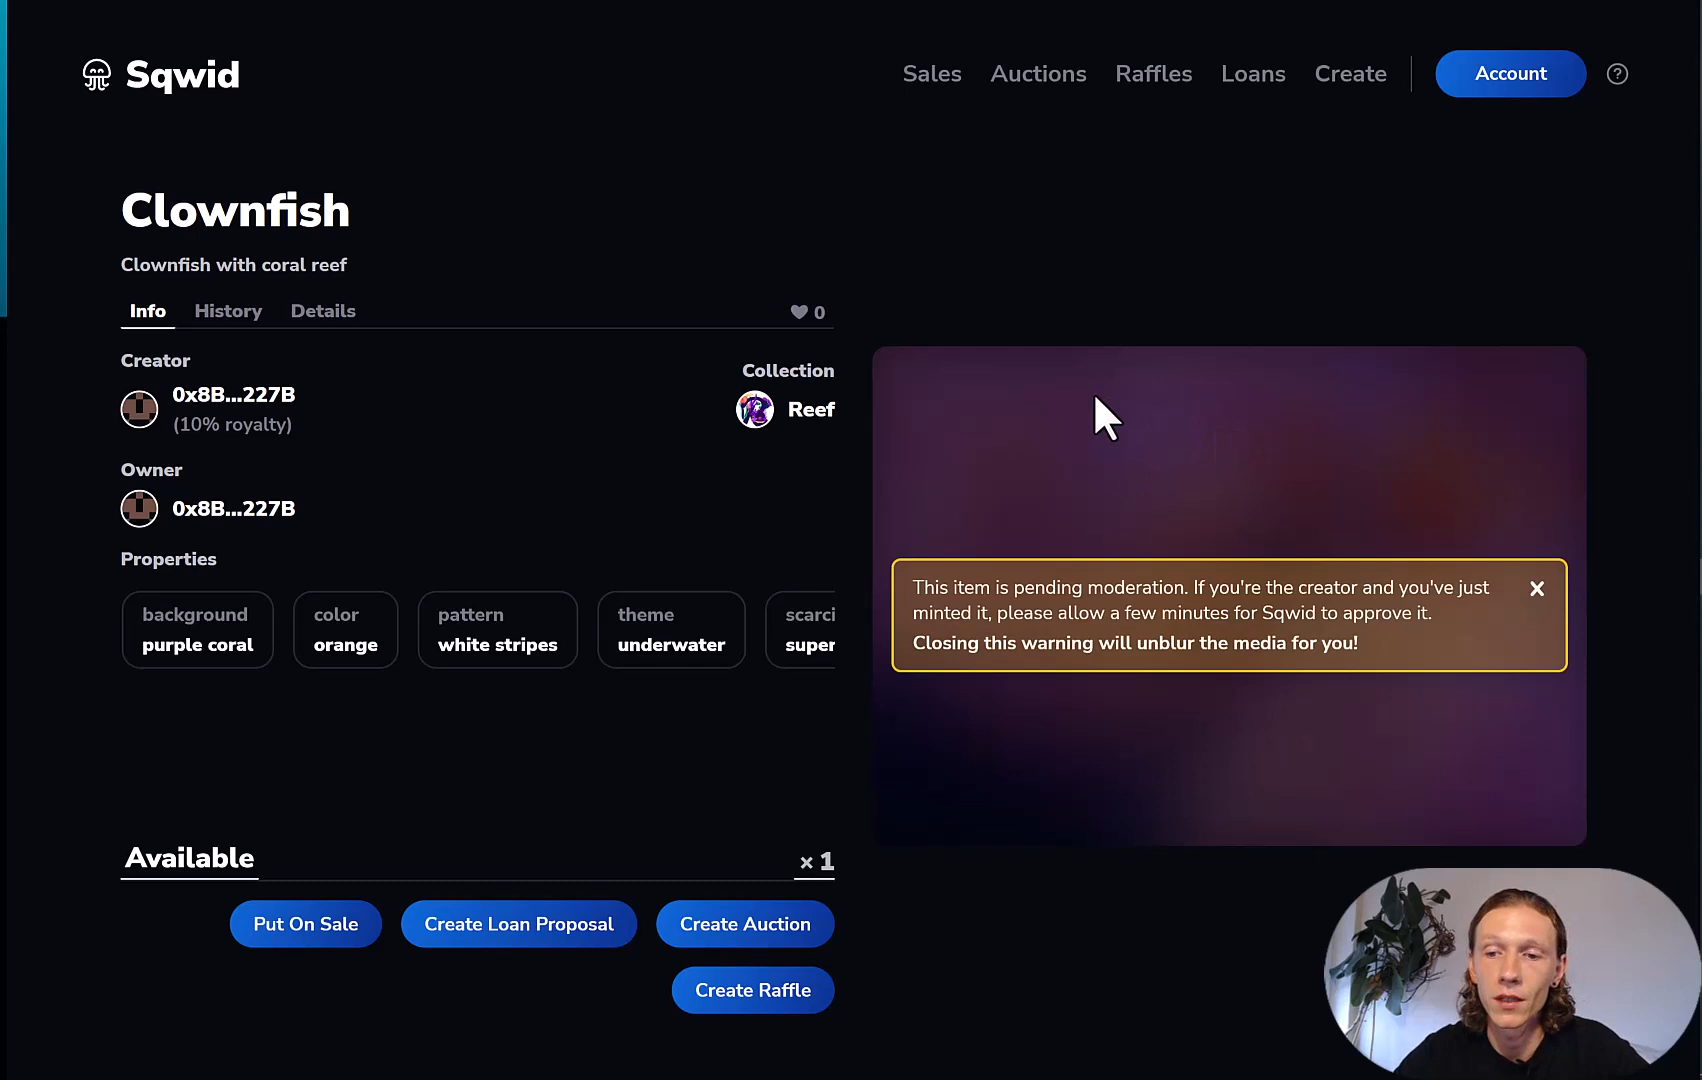 Sqwid
Sales
Auctions
Raffles
Loans
Create
Account
?
Clownfish
Clownfish with coral reef
Info
History
Details
0
Creator
0x8B...227B
(10% royalty)
Collection
Reef
Owner
0x8B...227B
Properties
background
purple coral
color
orange
pattern
white stripes
theme
underwater
scarci
super
This item is pending moderation. If you're the creator and you've just
minted it, please allow a few minutes for Sqwid to approve it.
Closing this warning will unblur the media for you!
Available
× 1
Put On Sale
Create Loan Proposal
Create Auction
Create Raffle